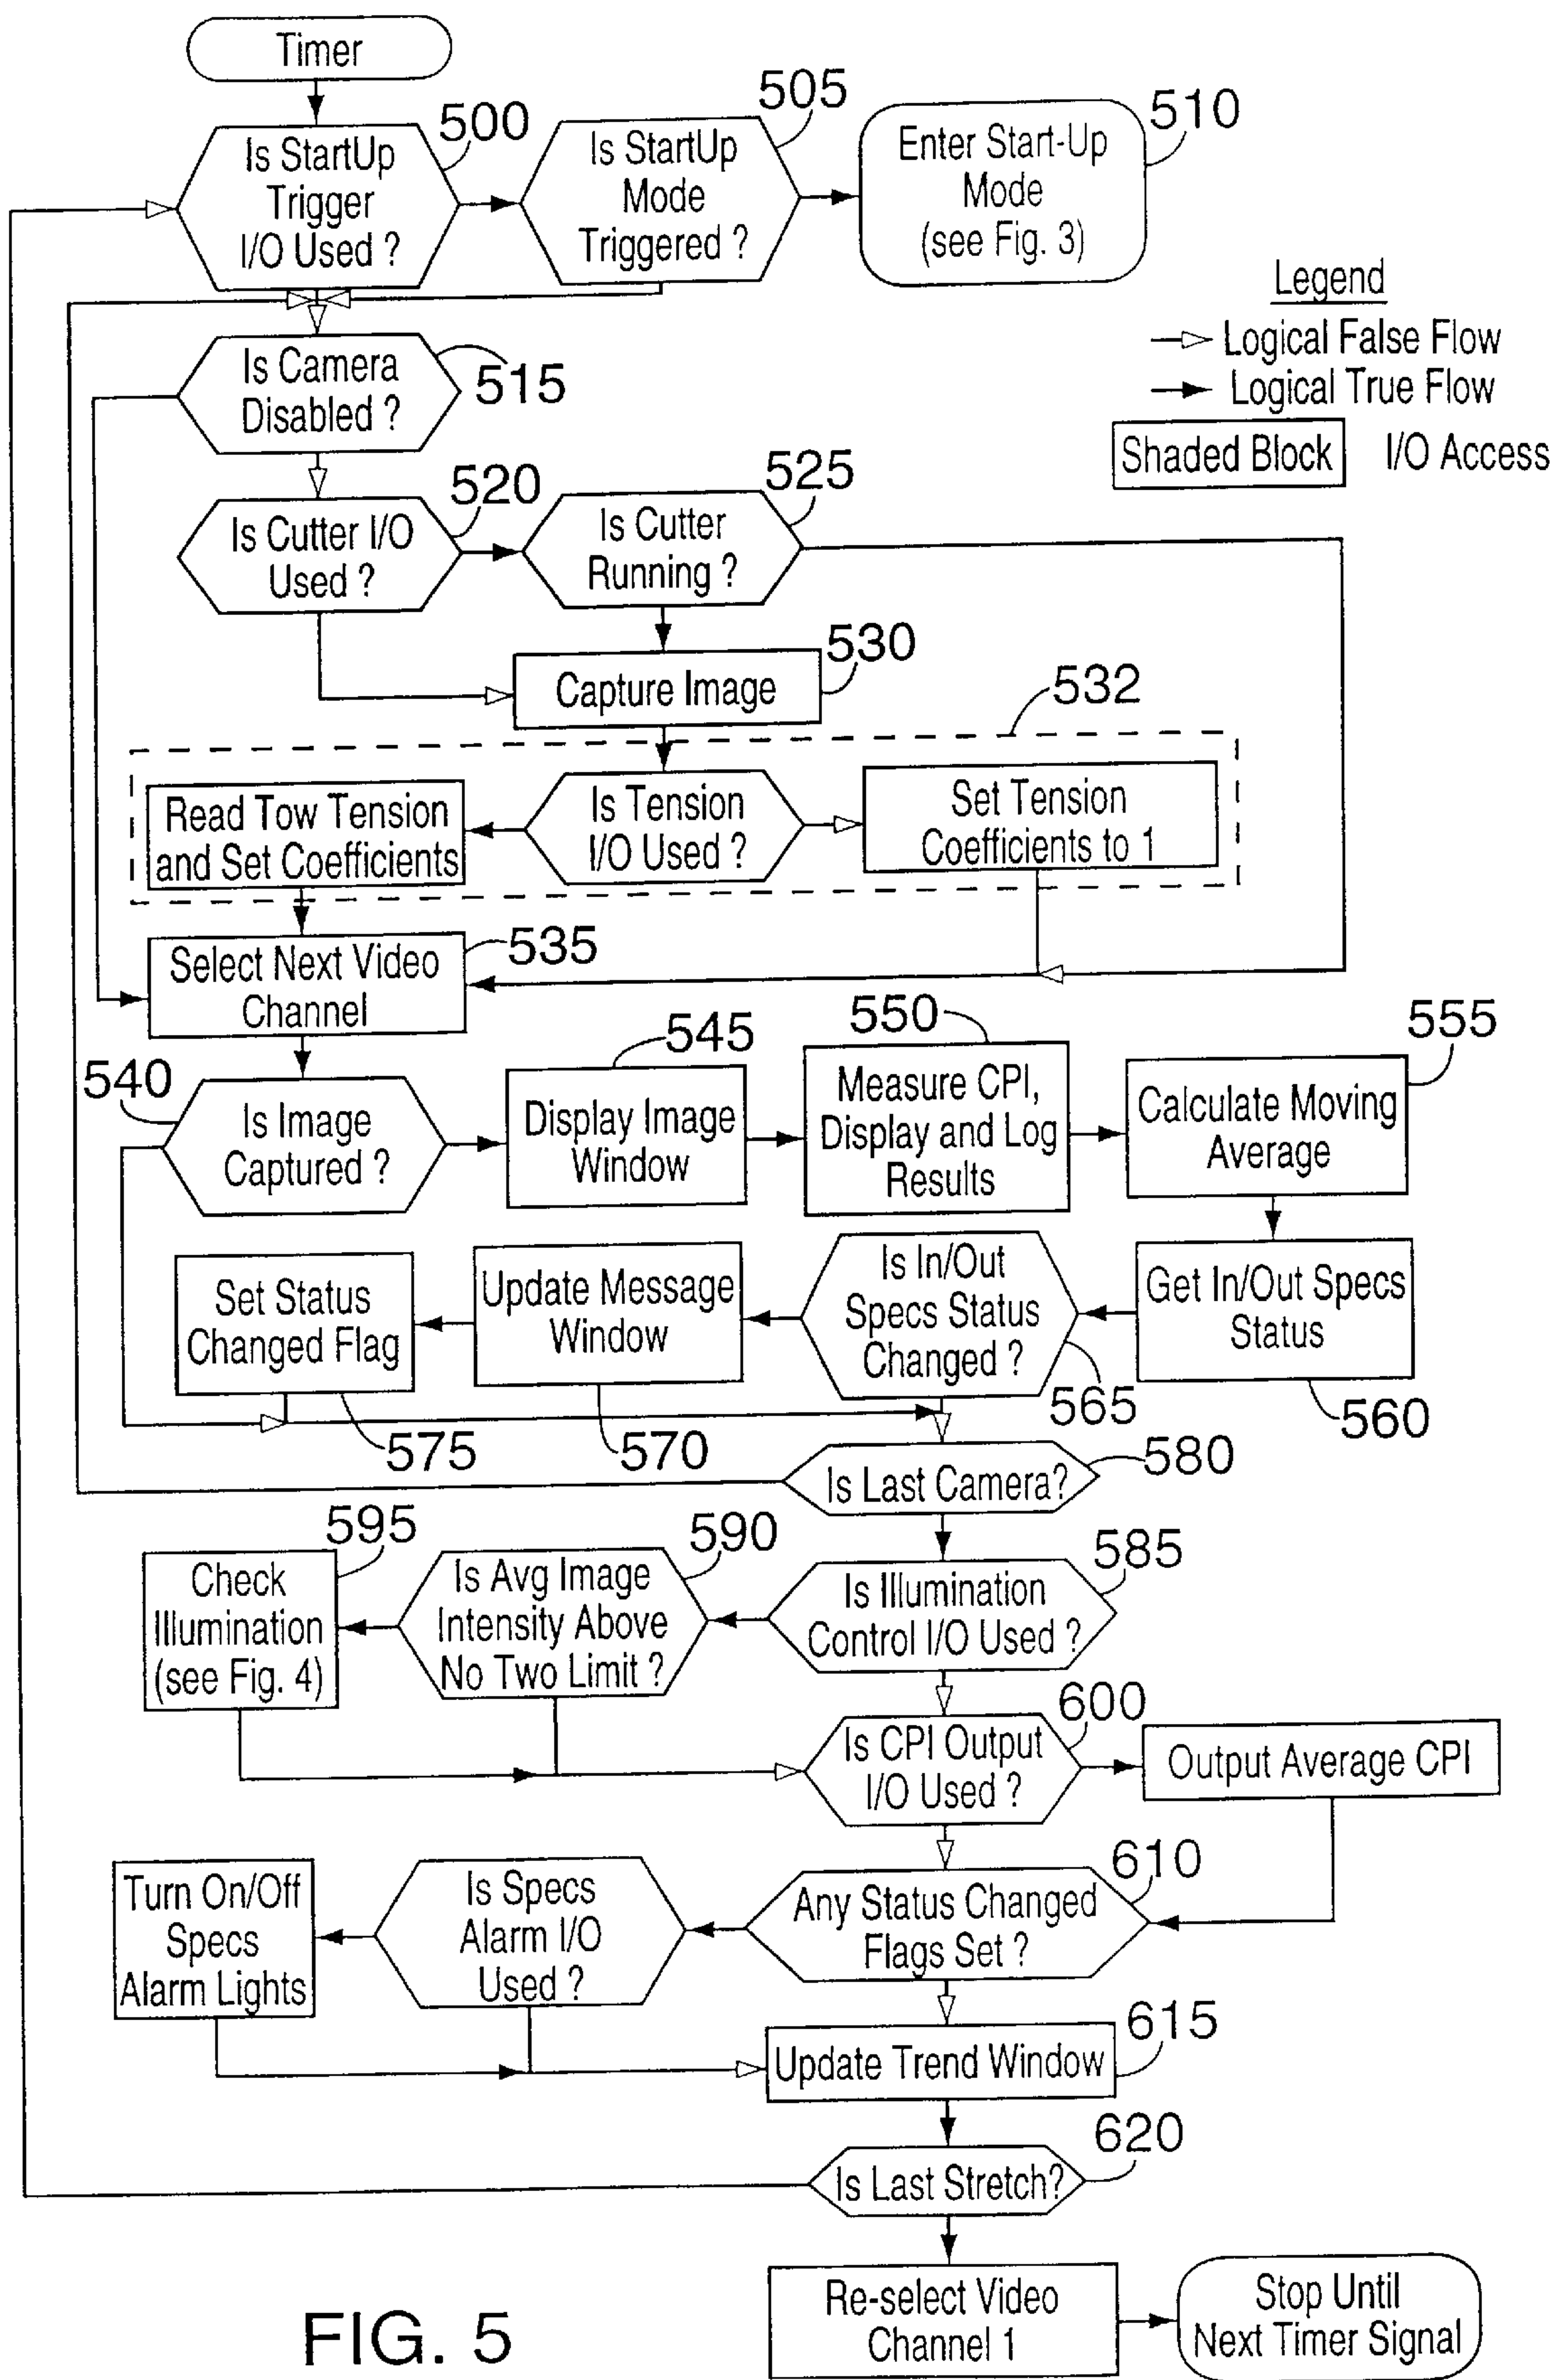 Timer
500
Is StartUp
Trigger
I/O Used ?
505
Is StartUp
Mode
Triggered ?
510
Enter Start-Up
Mode
(see Fig. 3)
Legend
Logical False Flow
Logical True Flow
Shaded Block
I/O Access
Is Camera
Disabled ?
515
520
Is Cutter I/O
Used ?
525
Is Cutter
Running ?
530
Capture Image
532
Read Tow Tension
and Set Coefficients
Is Tension
I/O Used ?
Set Tension
Coefficients to 1
535
Select Next Video
Channel
540
Is Image
Captured ?
545
Display Image
Window
550
Measure CPI,
Display and Log
Results
555
Calculate Moving
Average
Set Status
Changed Flag
575
Update Message
Window
570
Is In/Out
Specs Status
Changed ?
565
Get In/Out Specs
Status
560
Is Last Camera?
580
595
Check
Illumination
(see Fig. 4)
590
Is Avg Image
Intensity Above
No Two Limit ?
585
Is Illumination
Control I/O Used ?
600
Is CPI Output
I/O Used ?
Output Average CPI
Turn On/Off
Specs
Alarm Lights
Is Specs
Alarm I/O
Used ?
610
Any Status Changed
Flags Set ?
615
Update Trend Window
620
Is Last Stretch?
Re-select Video
Channel 1
Stop Until
Next Timer Signal
FIG. 5